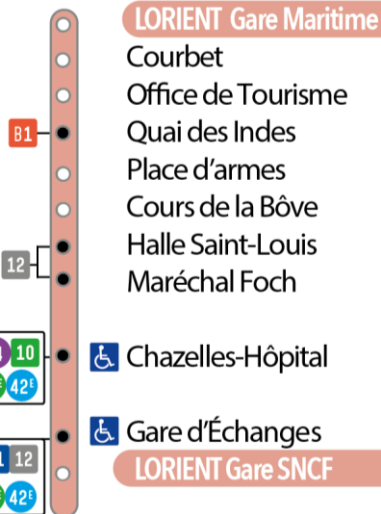 LORIENT Gare Maritime
Courbet
Office de Tourisme
B1 Quai des Indes
Place d’armes
Cours de la Bôve
Halle Saint-Louis
12
Maréchal Foch
10
Chazelles-Hôpital
42E
Gare d’Échanges
12
LORIENT Gare SNCF
42E